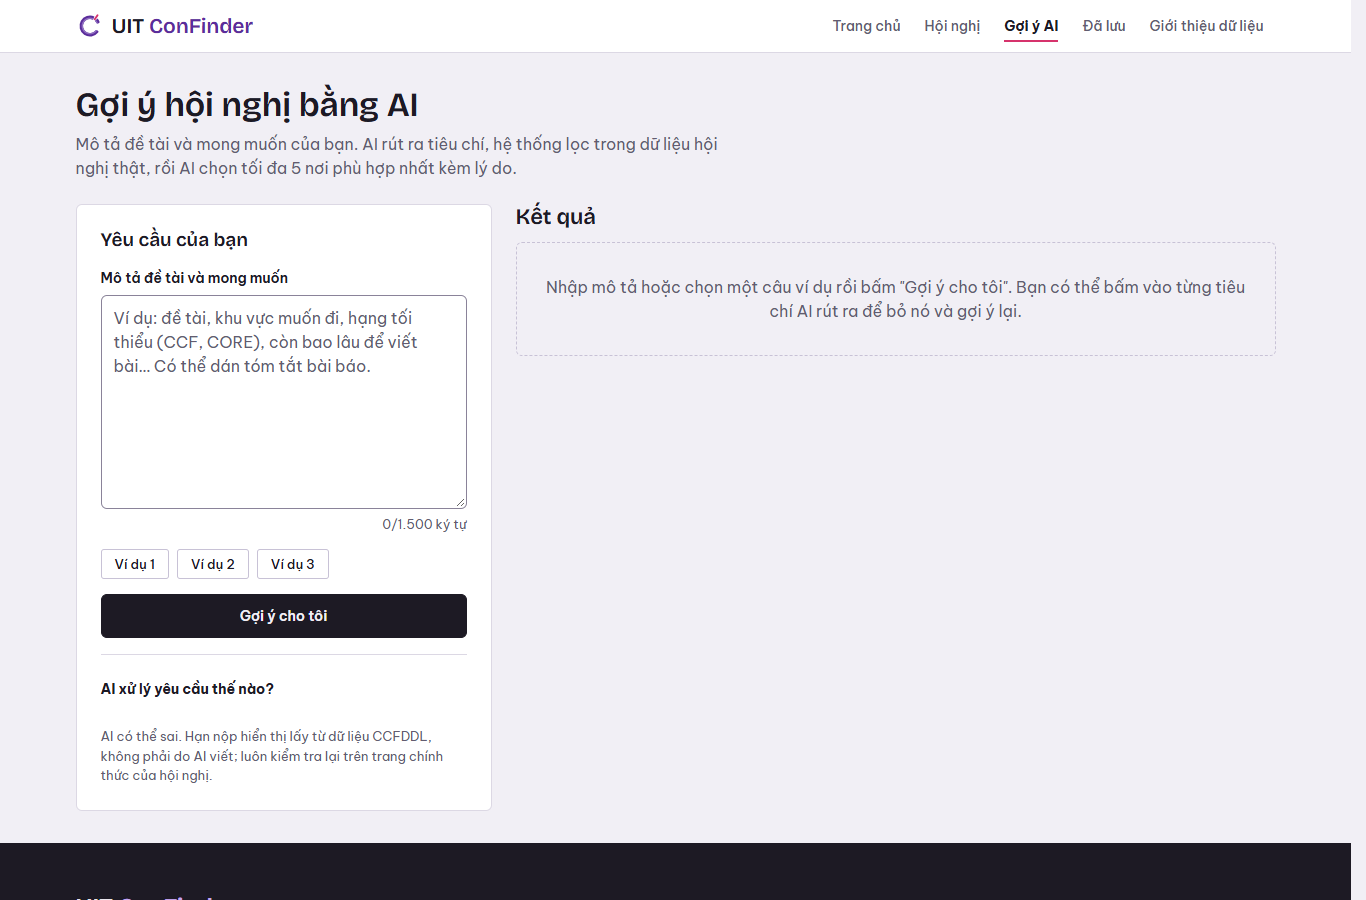 UIT ConFinder
Trang chủ
Hội nghị
Gợi ý AI
Đã lưu
Giới thiệu dữ liệu
Gợi ý hội nghị bằng AI
Mô tả đề tài và mong muốn của bạn. AI rút ra tiêu chí, hệ thống lọc trong dữ liệu hội
nghị thật, rồi AI chọn tối đa 5 nơi phù hợp nhất kèm lý do.
Yêu cầu của bạn
Mô tả đề tài và mong muốn
Ví dụ: đề tài, khu vực muốn đi, hạng tối
thiểu (CCF, CORE), còn bao lâu để viết
bài... Có thể dán tóm tắt bài báo.
0/1.500 ký tự
Ví dụ 1
Ví dụ 2
Ví dụ 3
Gợi ý cho tôi
AI xử lý yêu cầu thế nào?
AI có thể sai. Hạn nộp hiển thị lấy từ dữ liệu CCFDDL,
không phải do AI viết; luôn kiểm tra lại trên trang chính
thức của hội nghị.
Kết quả
Nhập mô tả hoặc chọn một câu ví dụ rồi bấm "Gợi ý cho tôi". Bạn có thể bấm vào từng tiêu
chí AI rút ra để bỏ nó và gợi ý lại.